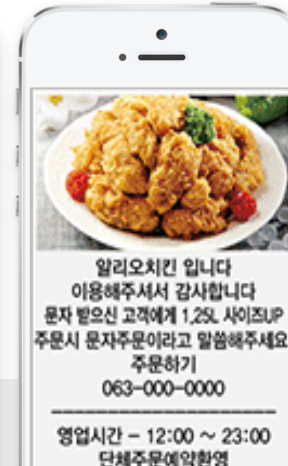 알리오치킨 입니다
이용해주셔서 감사합니다
문자 받으신 고객에게 1,25L 사이즈UP
주문시 문자주문이라고 말씀해주세요
주문하기
063-000-0000
영업시간 - 12:00 ~ 23:00
단체주문예약환영